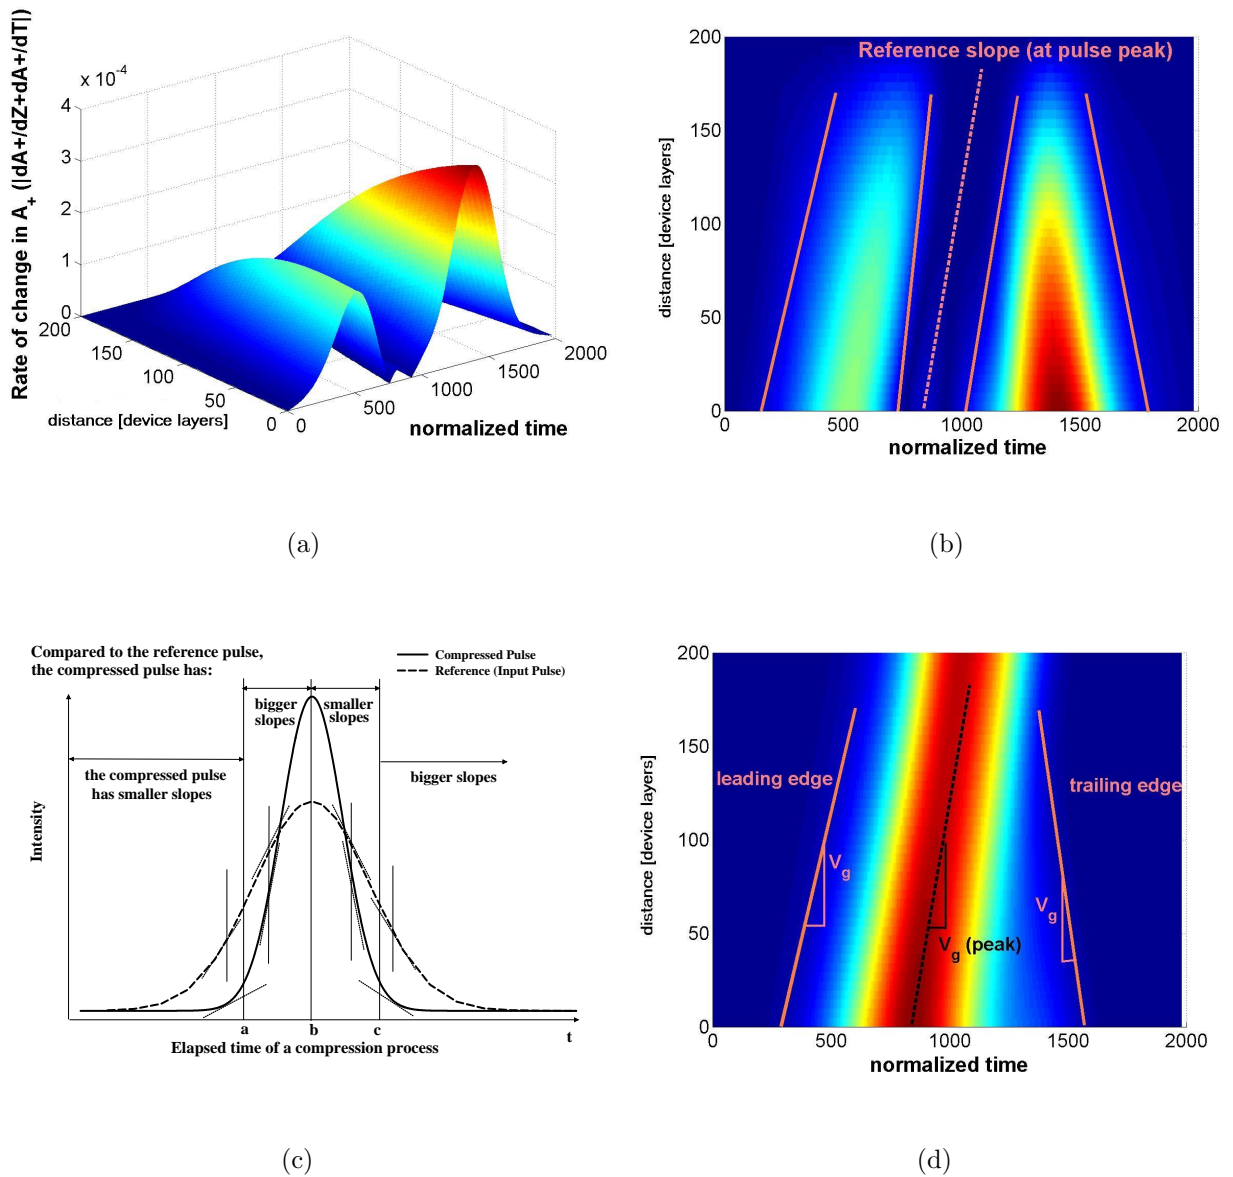 Rate of change in A+ (|dA+/dZ+dA+/dT|)
x 10-4
4
3
2
1
0
200
150
100
50
0
0
500
1000
1500
2000
distance [device layers]
normalized time
(a)
Reference slope (at pulse peak)
200
150
100
50
0
0
500
1000
1500
2000
distance [device layers]
normalized time
(b)
Compared to the reference pulse,
the compressed pulse has:
Compressed Pulse
Reference (Input Pulse)
bigger
slopes
smaller
slopes
the compressed pulse
has smaller slopes
bigger slopes
Intensity
a
b
c
t
Elapsed time of a compression process
(c)
200
150
100
50
0
0
500
1000
1500
2000
distance [device layers]
leading edge
trailing edge
Vg
Vg
Vg (peak)
normalized time
(d)